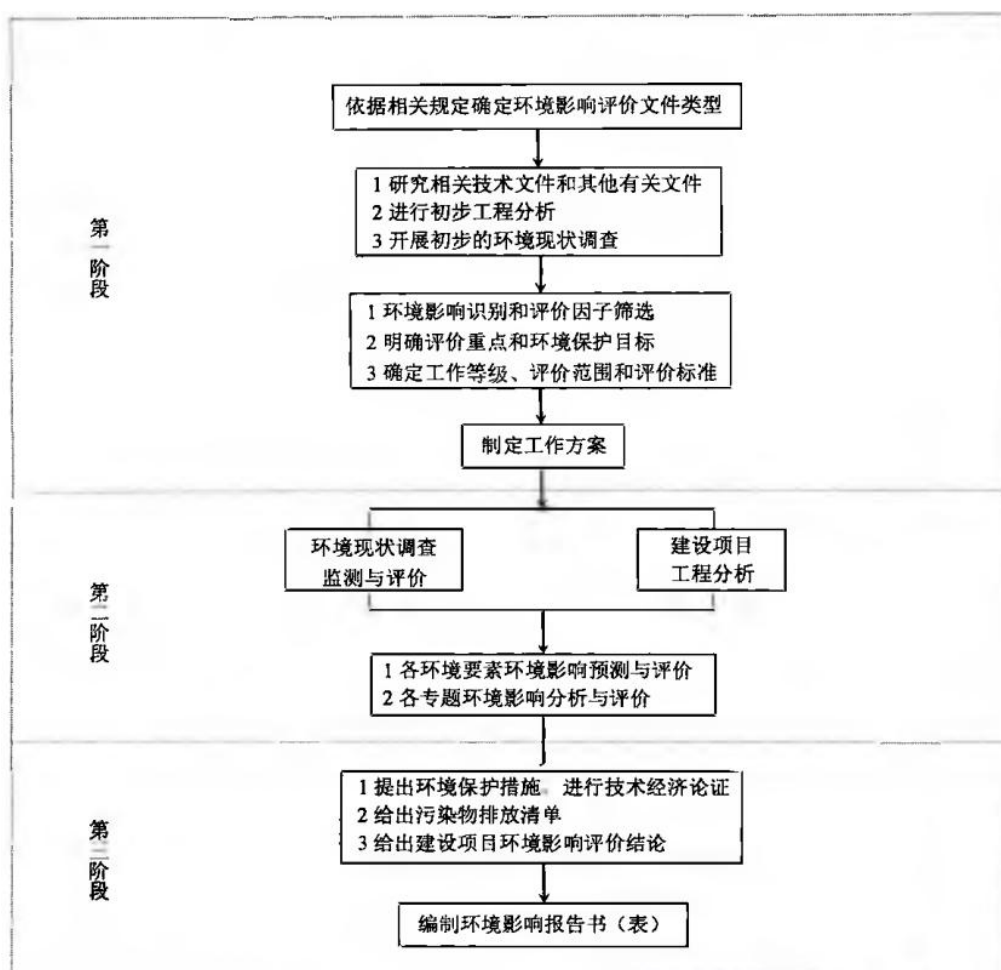 依据相关规定确定环境影响评价文件类型
1 研究相关技术文件和其他有关文件
2 进行初步工程分析
3 开展初步的环境现状调查
第一阶段
1 环境影响识别和评价因子筛选
2 明确评价重点和环境保护目标
3 确定工作等级、评价范围和评价标准
制定工作方案
环境现状调查
监测与评价
建设项目
工程分析
第二阶段
1 各环境要素环境影响预测与评价
2 各专题环境影响分析与评价
1 提出环境保护措施,进行技术经济论证
2 给出污染物排放清单
3 给出建设项目环境影响评价结论
第三阶段
编制环境影响报告书(表)